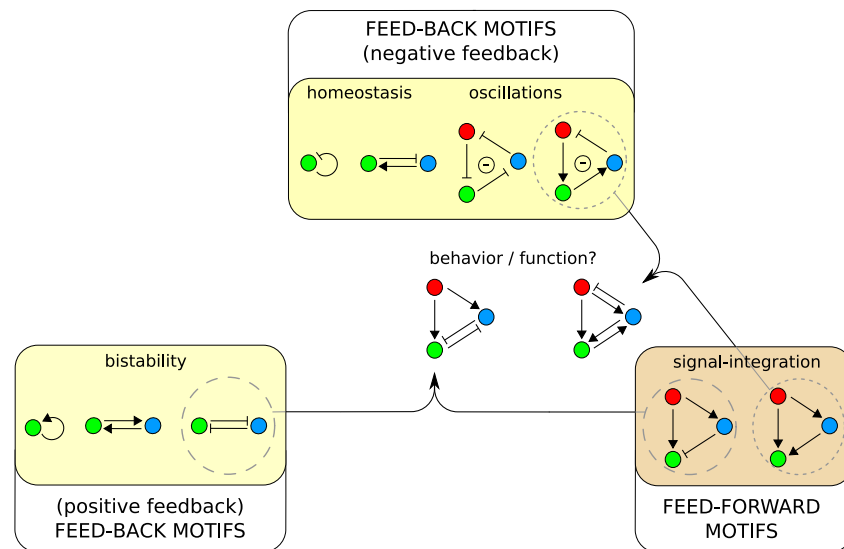 FEED-BACK MOTIFS
(negative feedback)
homeostasis
oscillations
-
-
behavior / function?
bistability
signal-integration
(positive feedback)
FEED-BACK MOTIFS
FEED-FORWARD
MOTIFS